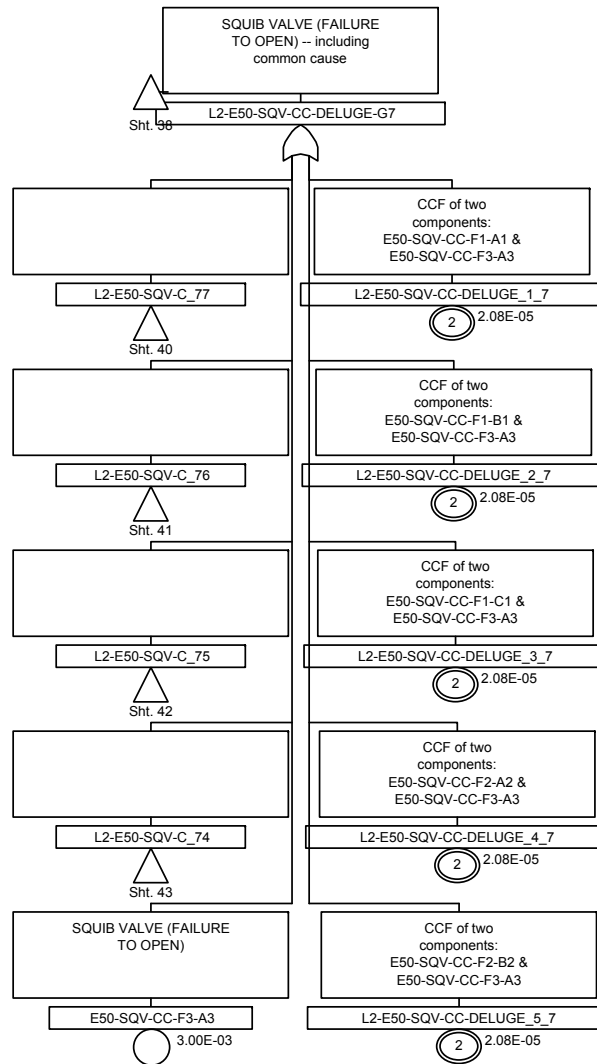 SQUIB VALVE (FAILURE
TO OPEN) -- including
common cause
L2-E50-SQV-CC-DELUGE-G7
Sht. 38
L2-E50-SQV-C_77
Sht. 40
CCF of two
components:
E50-SQV-CC-F1-A1 &
E50-SQV-CC-F3-A3
L2-E50-SQV-CC-DELUGE_1_7
2
2.08E-05
L2-E50-SQV-C_76
Sht. 41
CCF of two
components:
E50-SQV-CC-F1-B1 &
E50-SQV-CC-F3-A3
L2-E50-SQV-CC-DELUGE_2_7
2
2.08E-05
L2-E50-SQV-C_75
Sht. 42
CCF of two
components:
E50-SQV-CC-F1-C1 &
E50-SQV-CC-F3-A3
L2-E50-SQV-CC-DELUGE_3_7
2
2.08E-05
L2-E50-SQV-C_74
Sht. 43
CCF of two
components:
E50-SQV-CC-F2-A2 &
E50-SQV-CC-F3-A3
L2-E50-SQV-CC-DELUGE_4_7
2
2.08E-05
SQUIB VALVE (FAILURE
TO OPEN)
E50-SQV-CC-F3-A3
3.00E-03
CCF of two
components:
E50-SQV-CC-F2-B2 &
E50-SQV-CC-F3-A3
L2-E50-SQV-CC-DELUGE_5_7
2
2.08E-05